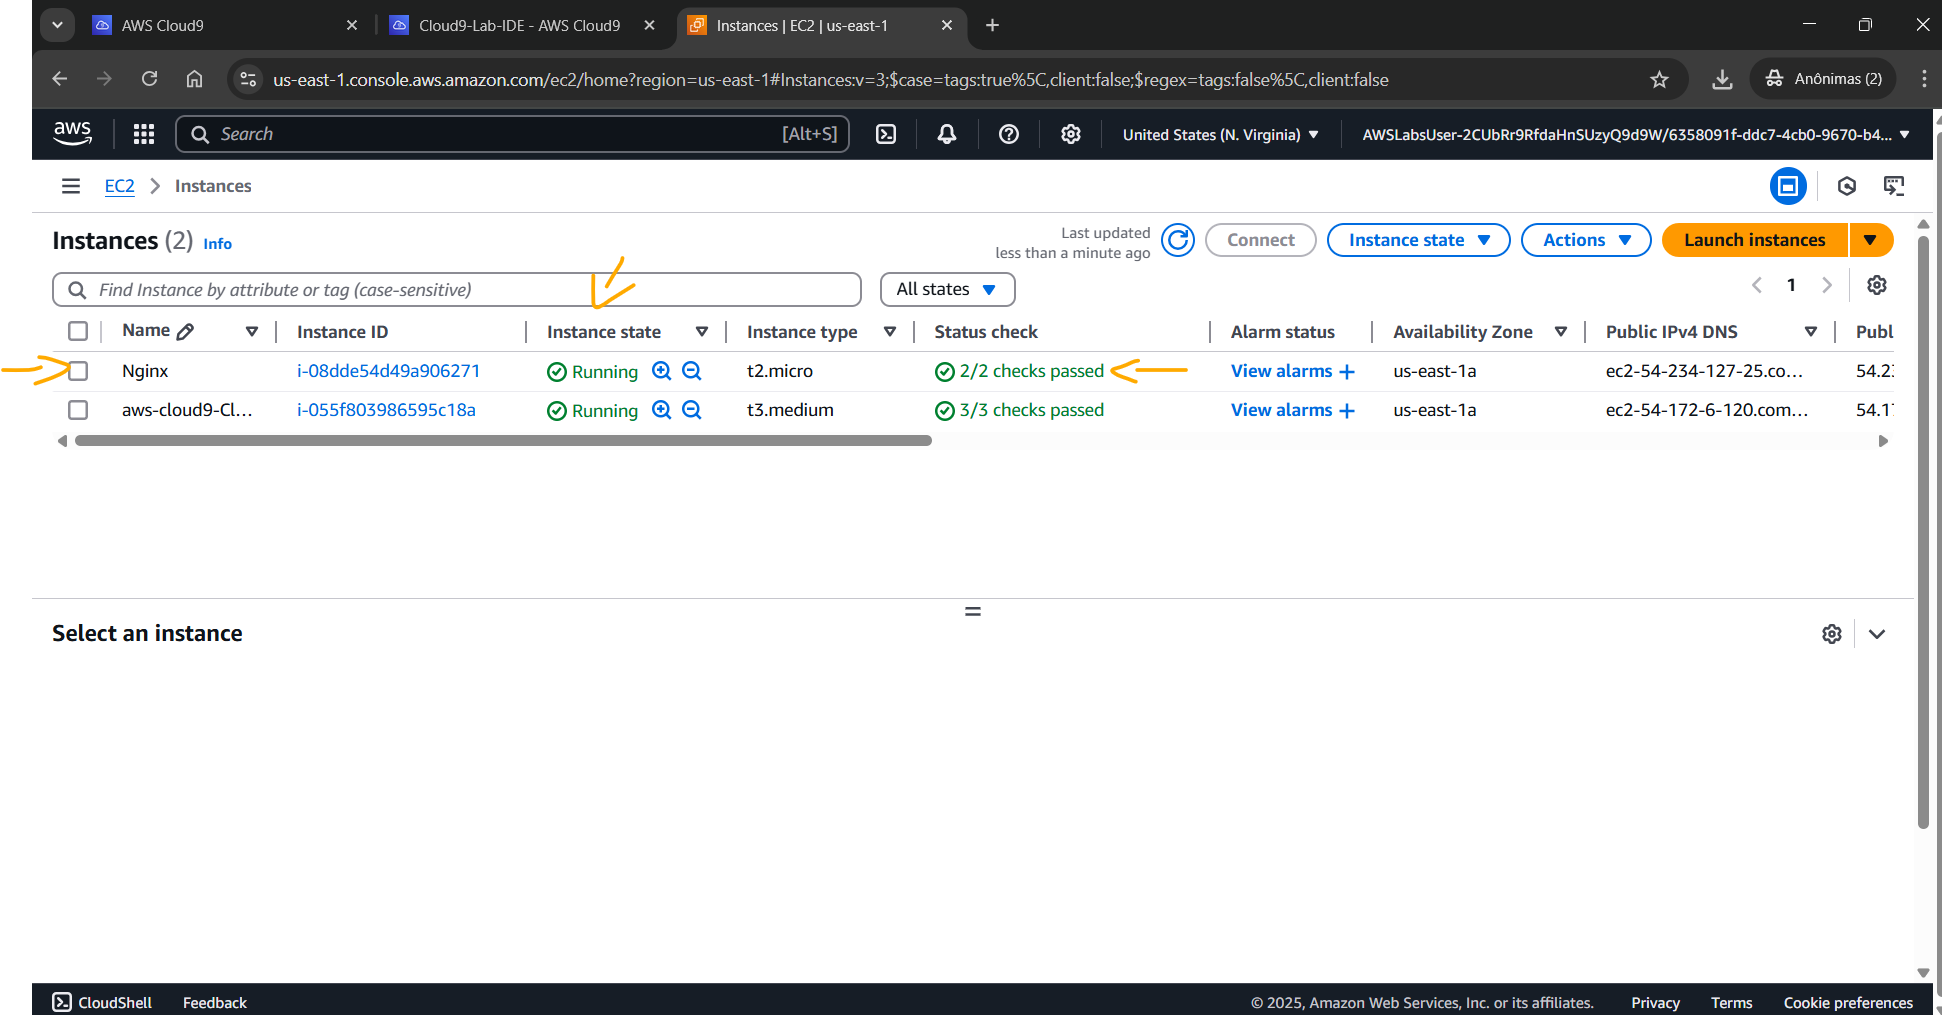 AWS Cloud9
Cloud9-Lab-IDE - AWS Cloud9
Instances | EC2 | us-east-1
us-east-1.console.aws.amazon.com/ec2/home?region=us-east-1#Instances:v=3;$case=tags:true%5C,client:false;$regex=tags:false%5C,client:false
Anônimas (2)
aws
Search
[Alt+S]
United States (N. Virginia)
AWSLabsUser-2CUbRr9RfdaHnSUzyQ9d9W/6358091f-ddc7-4cb0-9670-b4...
EC2 Instances
Instances (2) Info
Last updated
less than a minute ago
Connect
Instance state
Actions
Launch instances
Find Instance by attribute or tag (case-sensitive)
All states
1
Name Instance ID Instance state Instance type Status check Alarm status Availability Zone Public IPv4 DNS Publ
Nginx i-08dde54d49a906271 Running t2.micro 2/2 checks passed View alarms + us-east-1a ec2-54-234-127-25.co... 54.23
aws-cloud9-Cl... i-055f803986595c18a Running t3.medium 3/3 checks passed View alarms + us-east-1a ec2-54-172-6-120.com... 54.17
Select an instance
CloudShell Feedback © 2025, Amazon Web Services, Inc. or its affiliates. Privacy Terms Cookie preferences